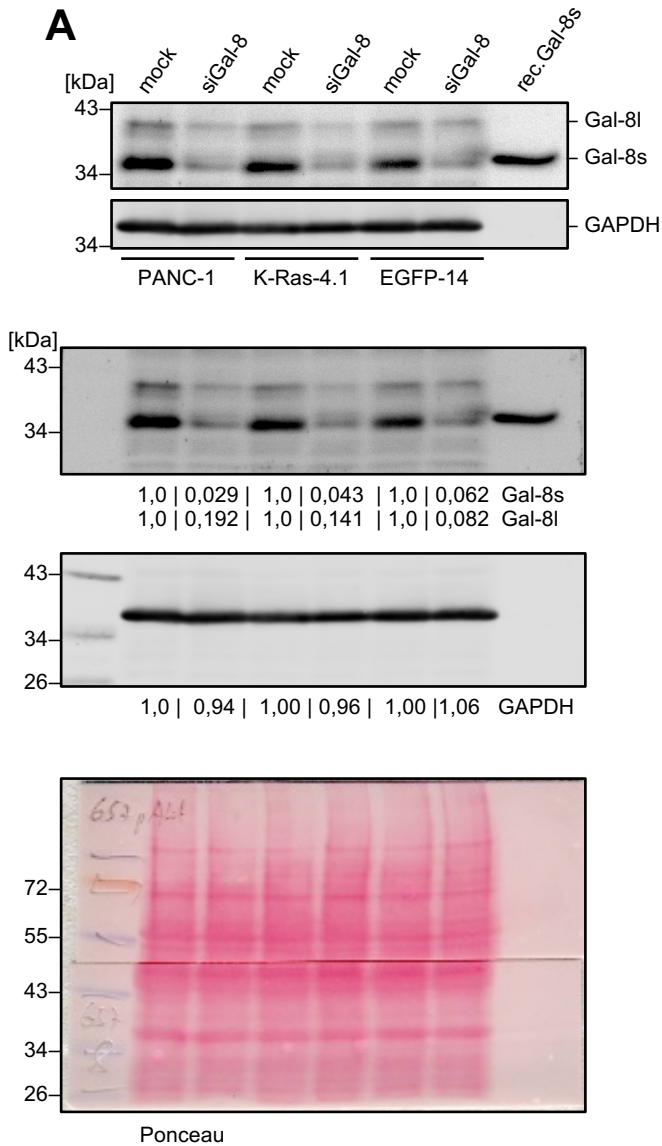 A
[kDa] mock siGal-8 mock siGal-8 mock siGal-8 rec.Gal-8s
43 Gal-8l
34 Gal-8s
GAPDH
34
PANC-1 K-Ras-4.1 EGFP-14
[kDa]
43
34
1,0 | 0,029 | 1,0 | 0,043 | 1,0 | 0,062 Gal-8s
1,0 | 0,192 | 1,0 | 0,141 | 1,0 | 0,082 Gal-8l
43
34
26
1,0 | 0,94 | 1,00 | 0,96 | 1,00 |1,06 GAPDH
657
72
55
43
657
34
26
Ponceau